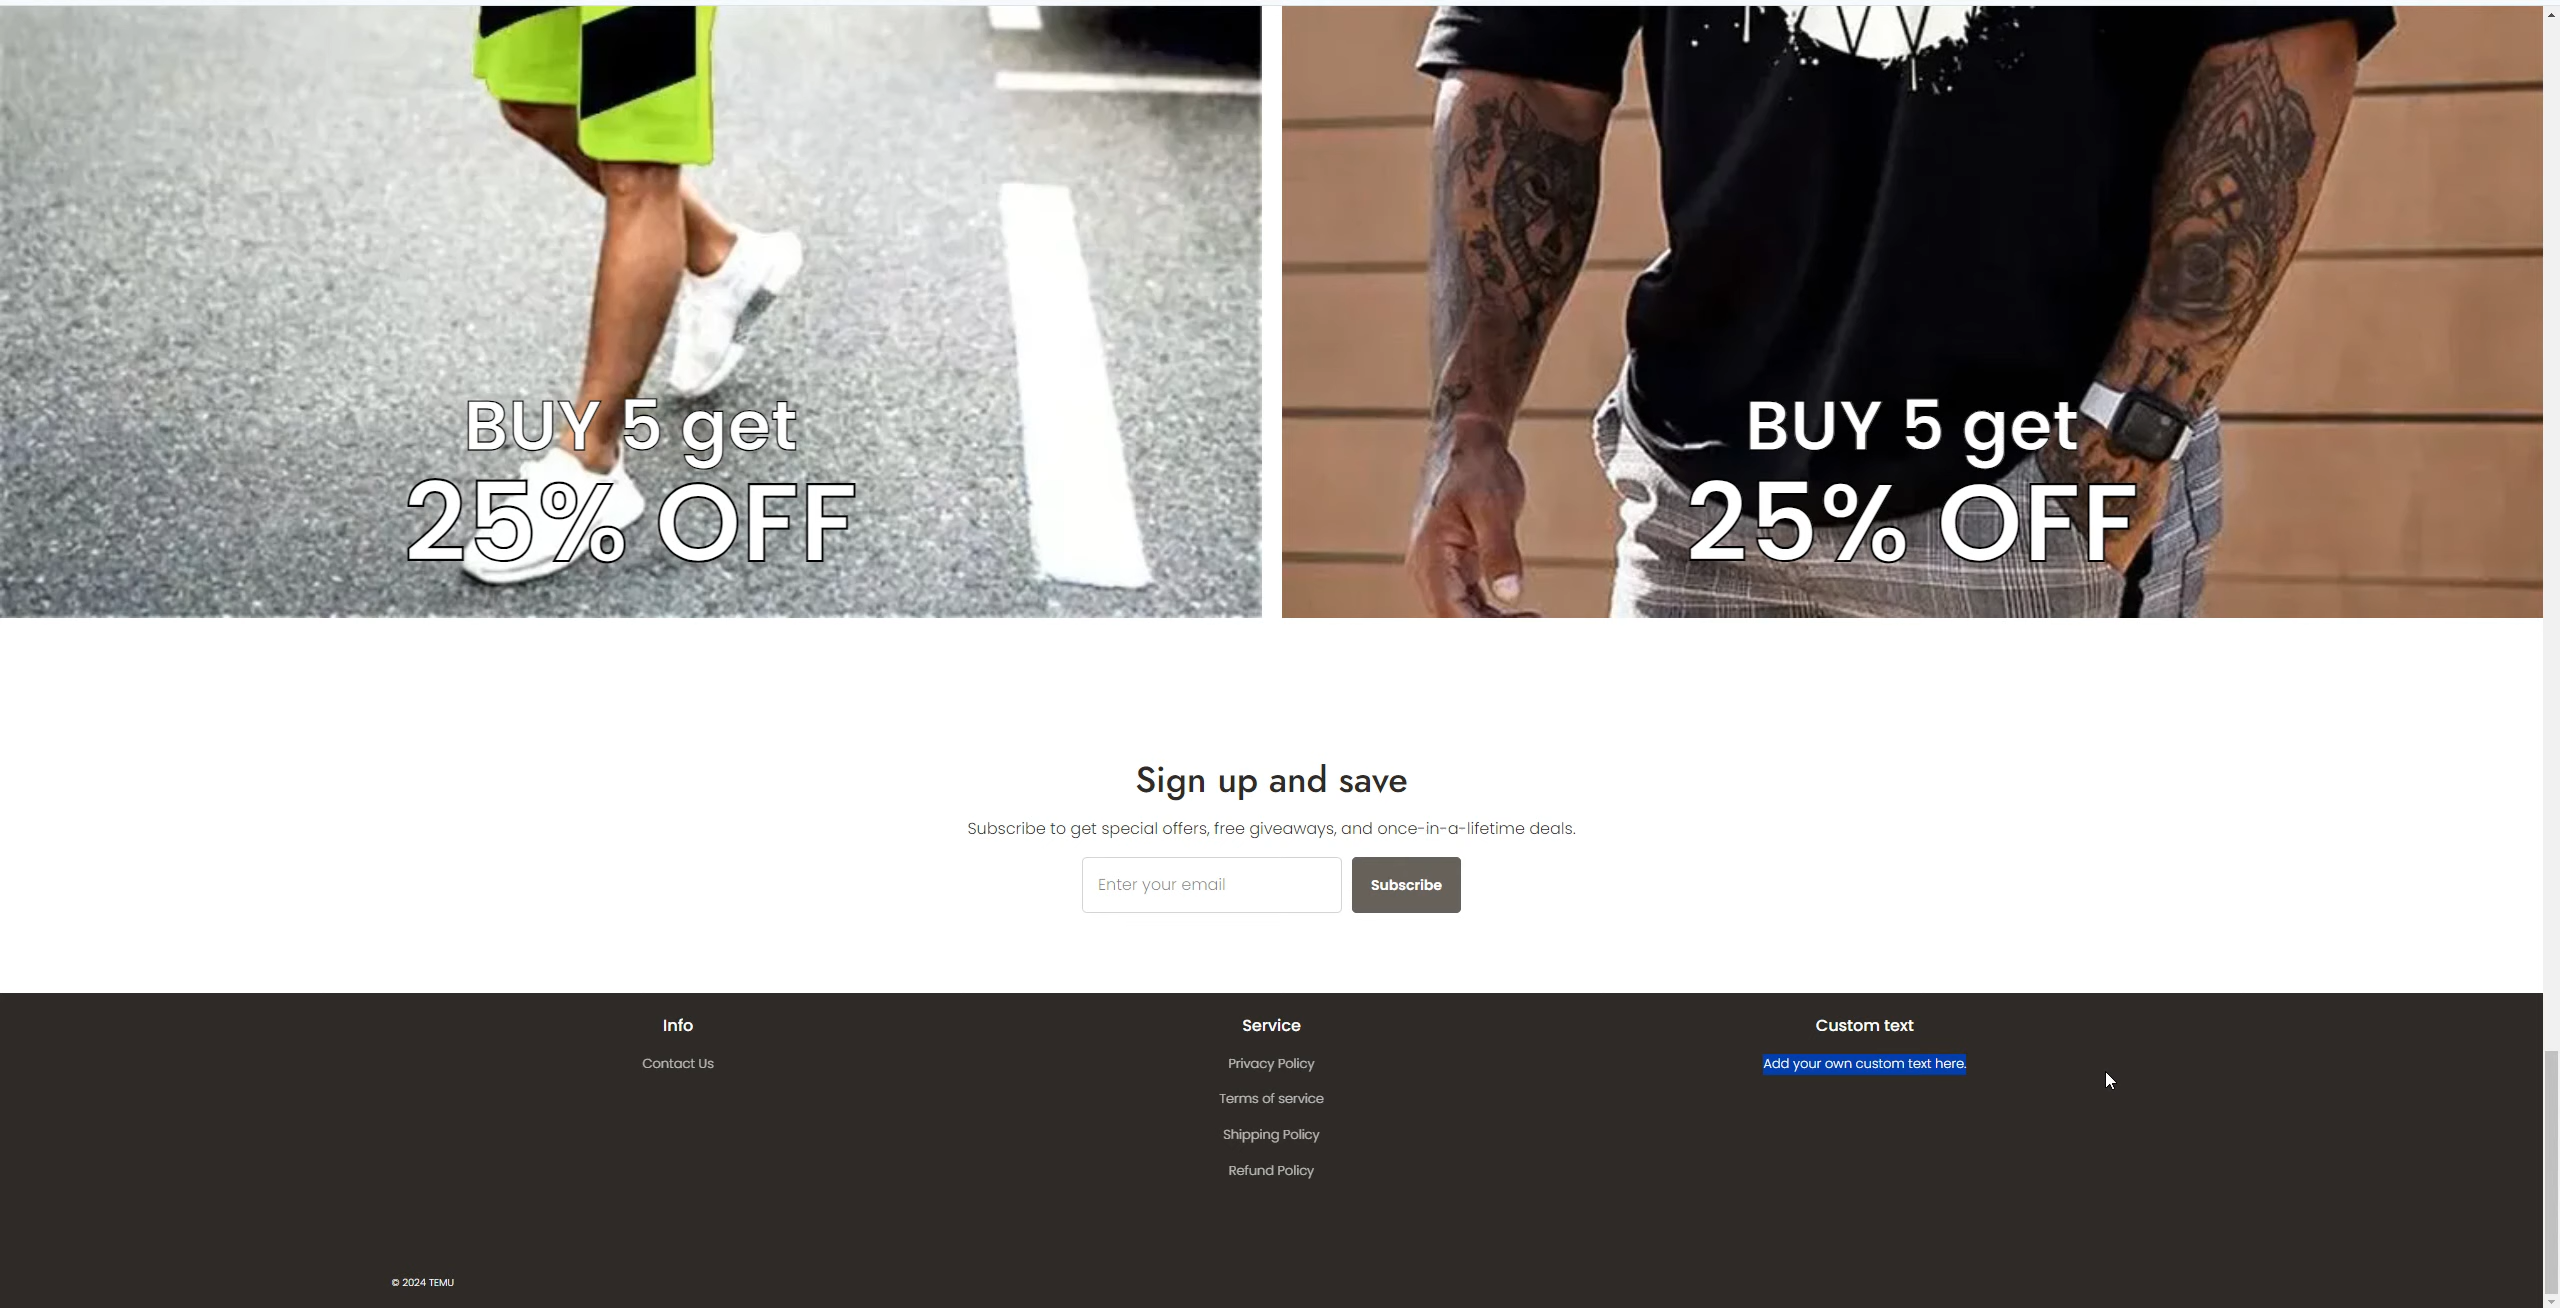 BUY 5 get
25% OFF
BUY 5 get
25% OFF
Sign up and save
Subscribe to get special offers, free giveaways, and once-in-a-lifetime deals.
Enter your email
Subscribe
Info
Contact Us
Service
Privacy Policy
Terms of service
Shipping Policy
Refund Policy
Custom text
Add your own custom text here.
© 2024 TEMU